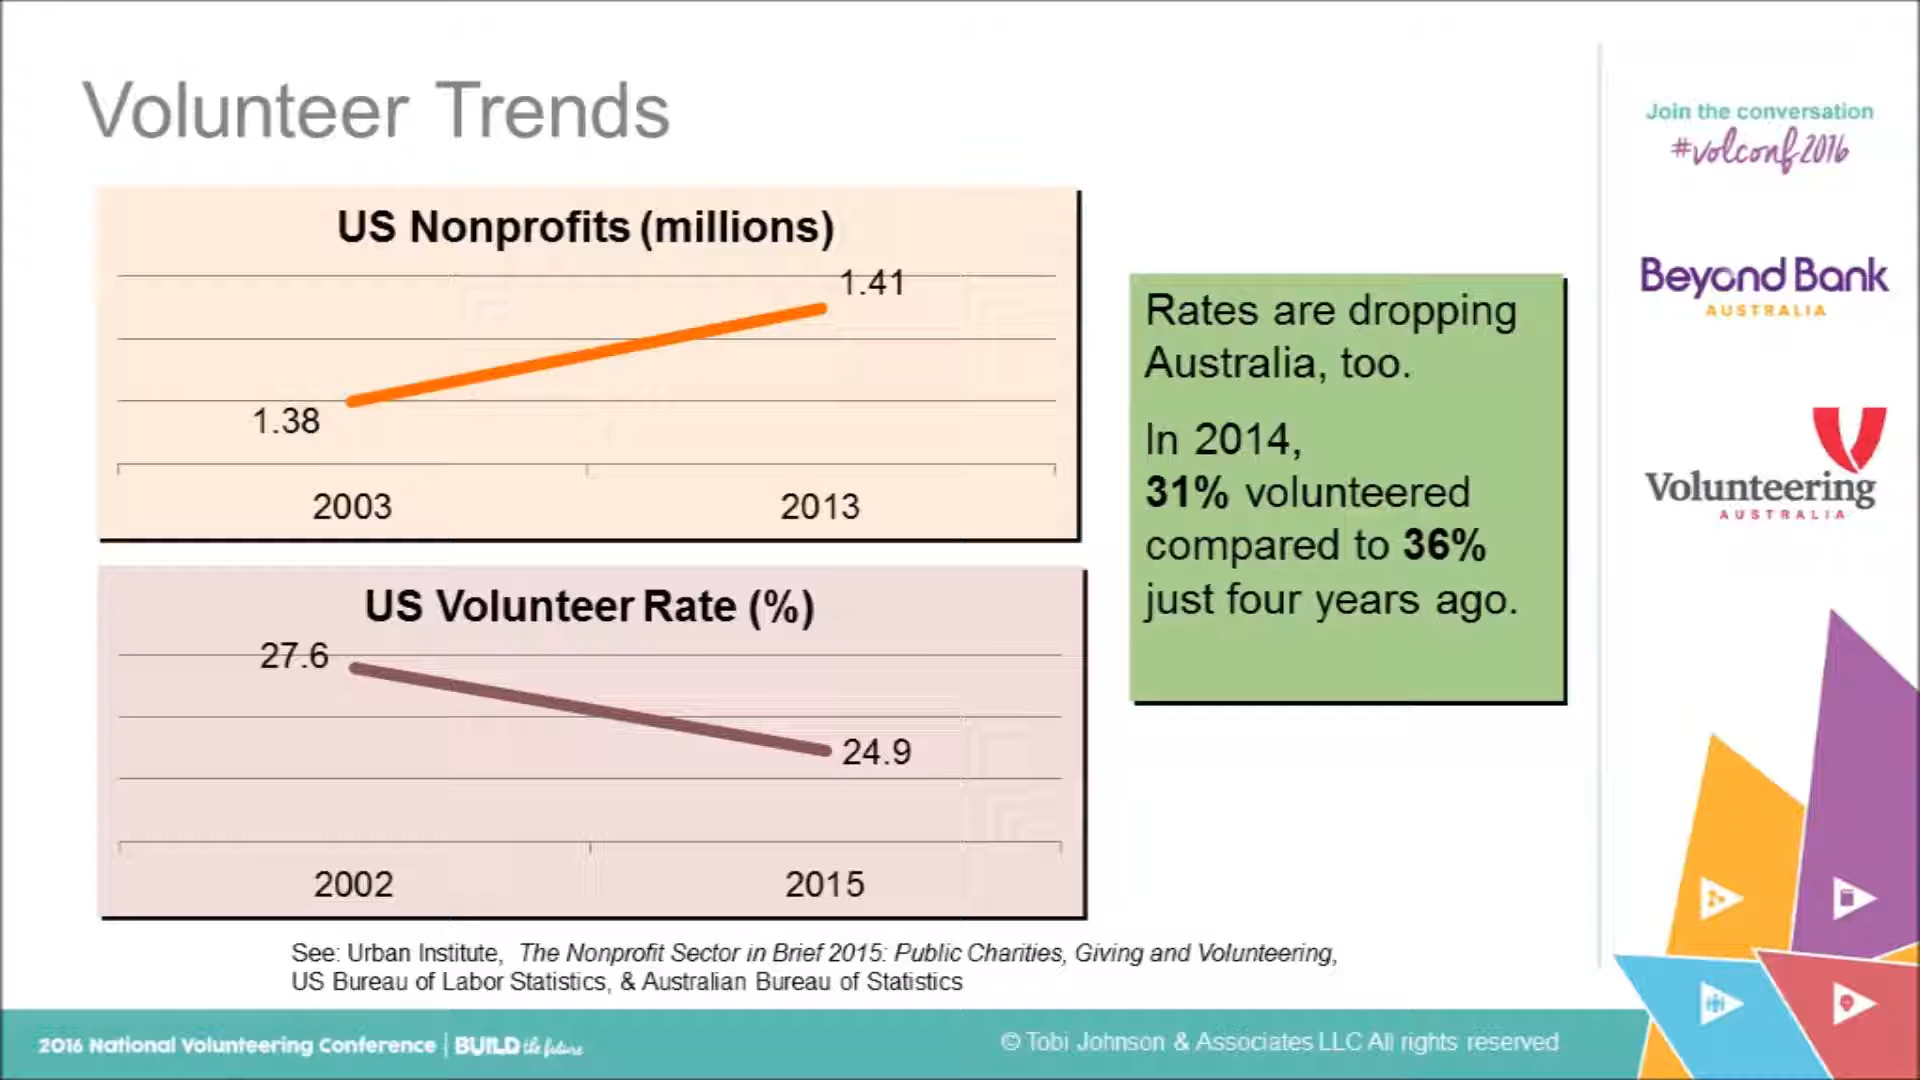 Volunteer Trends
US Nonprofits (millions)
1.41
1.38
2003 2013
US Volunteer Rate (%)
27.6
24.9
2002 2015
Rates are dropping
Australia, too.
In 2014,
31% volunteered
compared to 36%
just four years ago.
See: Urban Institute, The Nonprofit Sector in Brief 2015: Public Charities, Giving and Volunteering,
US Bureau of Labor Statistics, & Australian Bureau of Statistics
Join the conversation
#volconf2016
Beyond Bank
AUSTRALIA
Volunteering
AUSTRALIA
2016 National Volunteering Conference | BUILD the future
© Tobi Johnson & Associates LLC All rights reserved